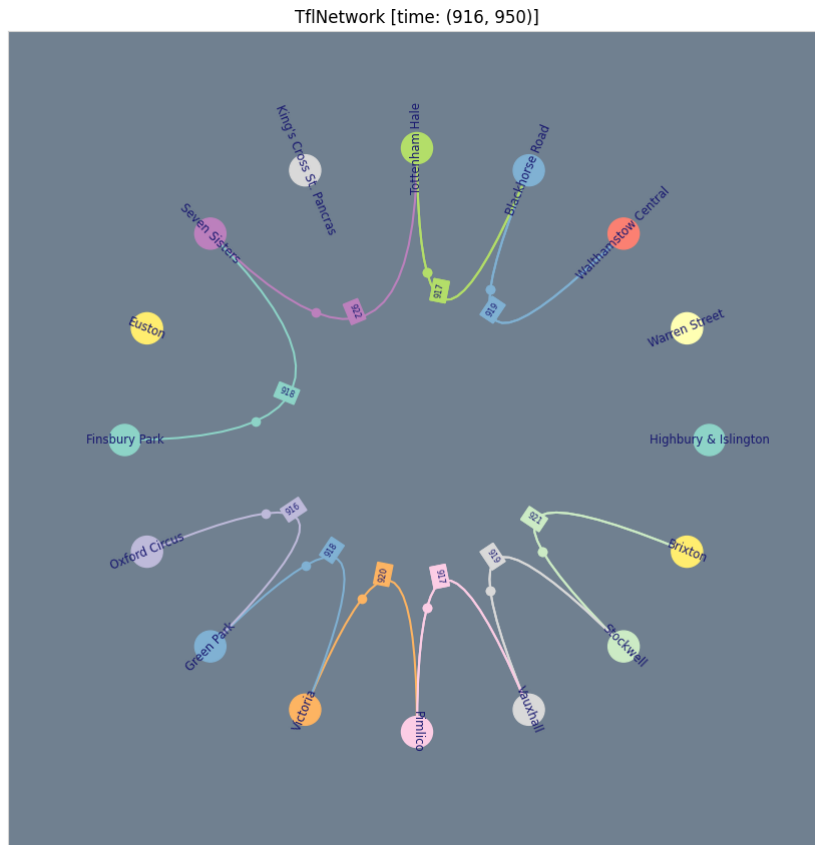 TflNetwork [time: (916, 950)]
King's Cross St. Pancras
Tottenham Hale
Blackhorse Road
Seven Sisters
Walthamstow Central
917
919
922
Euston
Warren Street
918
Finsbury Park
Highbury & Islington
916
921
Oxford Circus
918
920
917
919
Brixton
Green Park
Stockwell
Victoria
Pimlico
Vauxhall